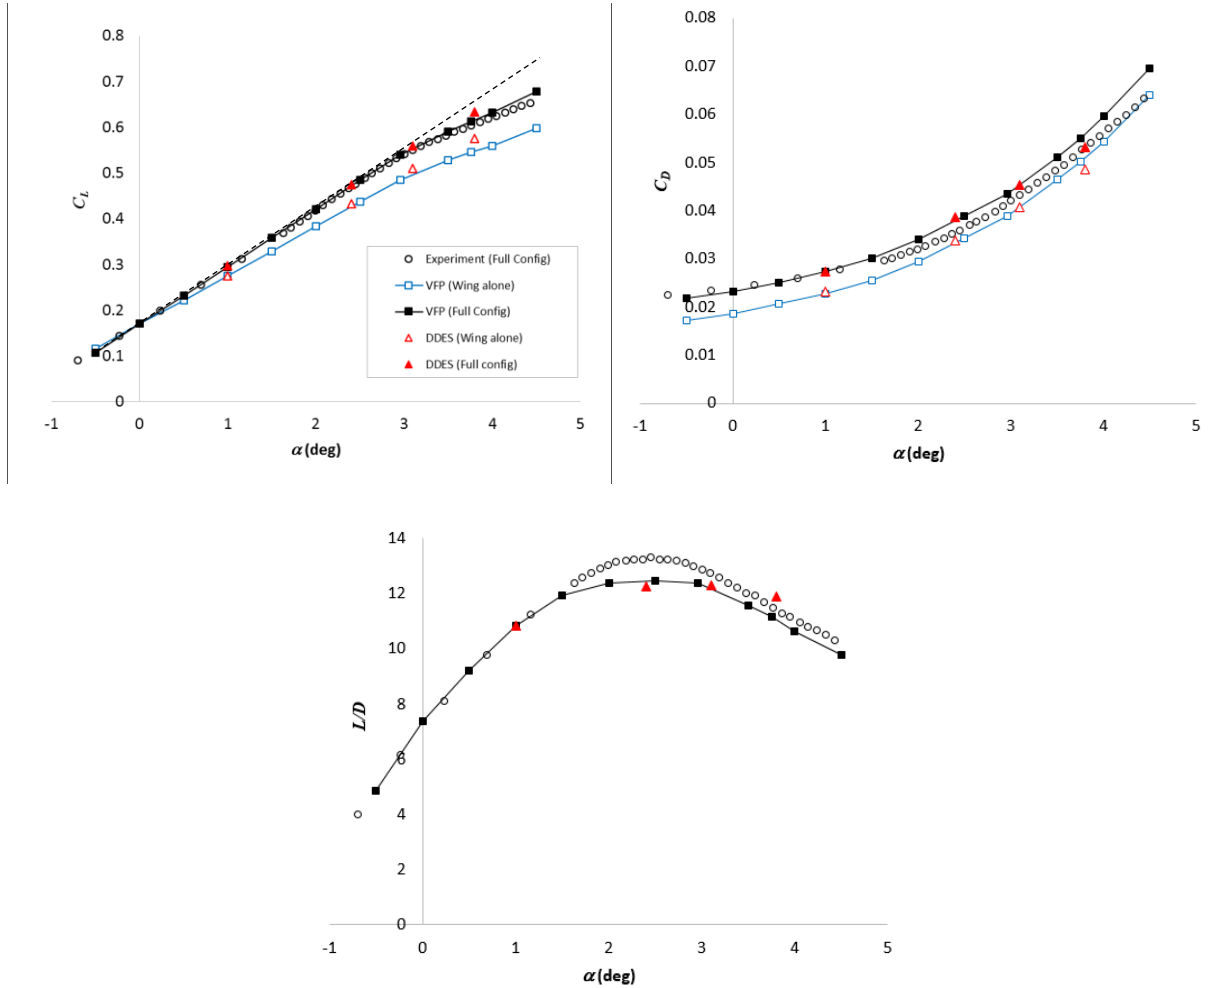 0.8
0.7
0.6
0.5
0.4
0.3
0.2
0.1
0
C_L
-1 0 1 2 3 4 5
α (deg)
Experiment (Full Config)
VFP (Wing alone)
VFP (Full Config)
DDES (Wing alone)
DDES (Full config)
0.08
0.07
0.06
0.05
0.04
0.03
0.02
0.01
0
C_D
-1 0 1 2 3 4 5
α (deg)
14
12
10
8
6
4
2
0
L/D
-1 0 1 2 3 4 5
α (deg)